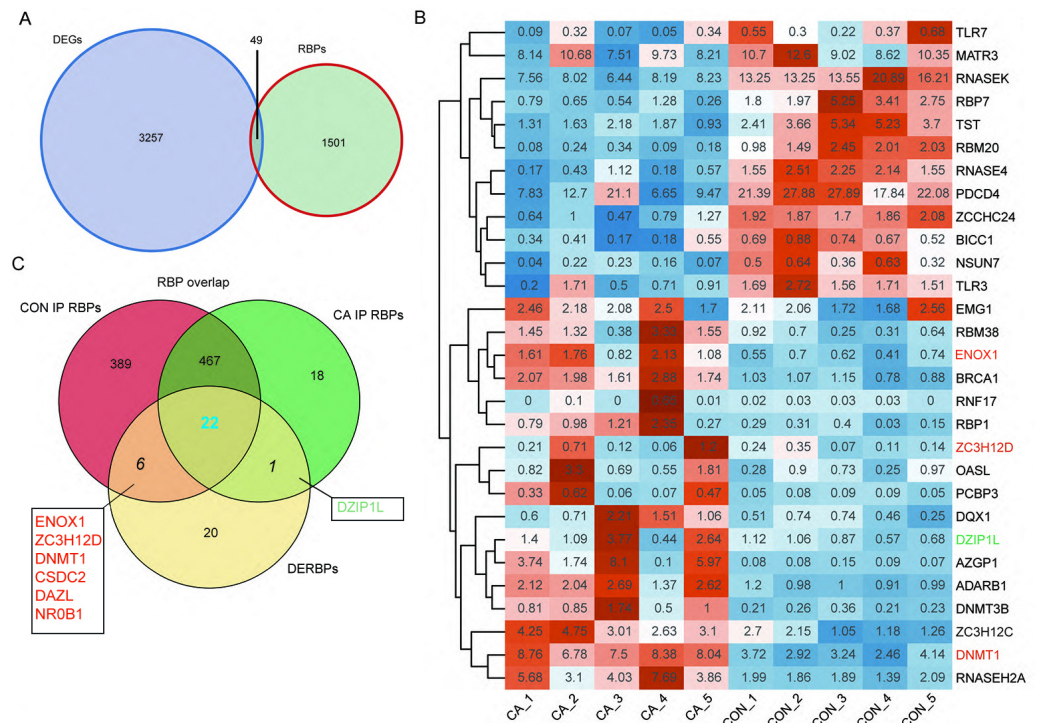 A
DEGs
49
RBPs
3257
1501
B
0.09 0.32 0.07 0.05 0.34 0.55 0.3 0.22 0.37 0.68 TLR7
8.14 10.68 7.51 9.73 8.21 10.7 12.6 9.02 8.62 10.35 MATR3
7.56 8.02 6.44 8.19 8.23 13.25 13.25 13.55 20.89 16.21 RNASEK
0.79 0.65 0.54 1.28 0.26 1.8 1.97 5.25 3.41 2.75 RBP7
1.31 1.63 2.18 1.87 0.93 2.41 3.66 5.34 5.23 3.7 TST
0.08 0.24 0.34 0.09 0.18 0.98 1.49 2.45 2.01 2.03 RBM20
0.17 0.43 1.12 0.18 0.57 1.55 2.51 2.25 2.14 1.55 RNASE4
7.83 12.7 21.1 6.65 9.47 21.39 27.88 27.89 17.84 22.08 PDCD4
0.64 1 0.47 0.79 1.27 1.92 1.87 1.7 1.86 2.08 ZCCHC24
0.34 0.41 0.17 0.18 0.55 0.69 0.88 0.74 0.67 0.52 BICC1
0.04 0.22 0.23 0.16 0.07 0.5 0.64 0.36 0.63 0.32 NSUN7
0.2 1.71 0.5 0.71 0.91 1.69 2.72 1.56 1.71 1.51 TLR3
2.46 2.18 2.08 2.5 1.7 2.11 2.06 1.72 1.68 2.56 EMG1
1.45 1.32 0.38 1.55 0.92 0.7 0.25 0.31 0.64 RBM38
1.61 1.76 0.82 2.13 1.08 0.55 0.7 0.62 0.41 0.74 ENOX1
2.07 1.98 1.61 2.88 1.74 1.03 1.07 1.15 0.78 0.88 BRCA1
0 0.1 0 0.01 0.02 0.03 0.03 0.03 0 RNF17
0.79 0.98 1.21 0.27 0.29 0.31 0.4 0.03 0.15 RBP1
0.21 0.71 0.12 0.06 1.2 0.24 0.35 0.07 0.11 0.14 ZC3H12D
0.82 0.69 0.55 1.81 0.28 0.9 0.73 0.25 0.97 OASL
0.33 0.62 0.06 0.07 0.47 0.05 0.08 0.09 0.09 0.05 PCBP3
0.6 0.71 2.21 1.51 1.06 0.51 0.74 0.74 0.46 0.25 DQX1
1.4 1.09 3.77 0.44 2.64 1.12 1.06 0.87 0.57 0.68 DZIP1L
3.74 1.74 8.1 0.1 5.97 0.08 0.08 0.15 0.09 0.07 AZGP1
2.12 2.04 2.69 1.37 2.62 1.2 0.98 1 0.91 0.99 ADARB1
0.81 0.85 0.5 1 0.21 0.26 0.36 0.21 0.23 DNMT3B
4.25 4.75 3.01 2.63 3.1 2.7 2.15 1.05 1.18 1.26 ZC3H12C
8.76 6.78 7.5 8.38 8.04 3.72 2.92 3.24 2.46 4.14 DNMT1
5.68 3.1 4.03 7.69 3.86 1.99 1.86 1.89 1.39 2.09 RNASEH2A
CA_1 CA_2 CA_3 CA_4 CA_5 CON_1 CON_2 CON_3 CON_4 CON_5
C
RBP overlap
CON IP RBPs
CA IP RBPs
389
467
18
22
6
1
20
DERBPs
DZIP1L
ENOX1
ZC3H12D
DNMT1
CSDC2
DAZL
NR0B1